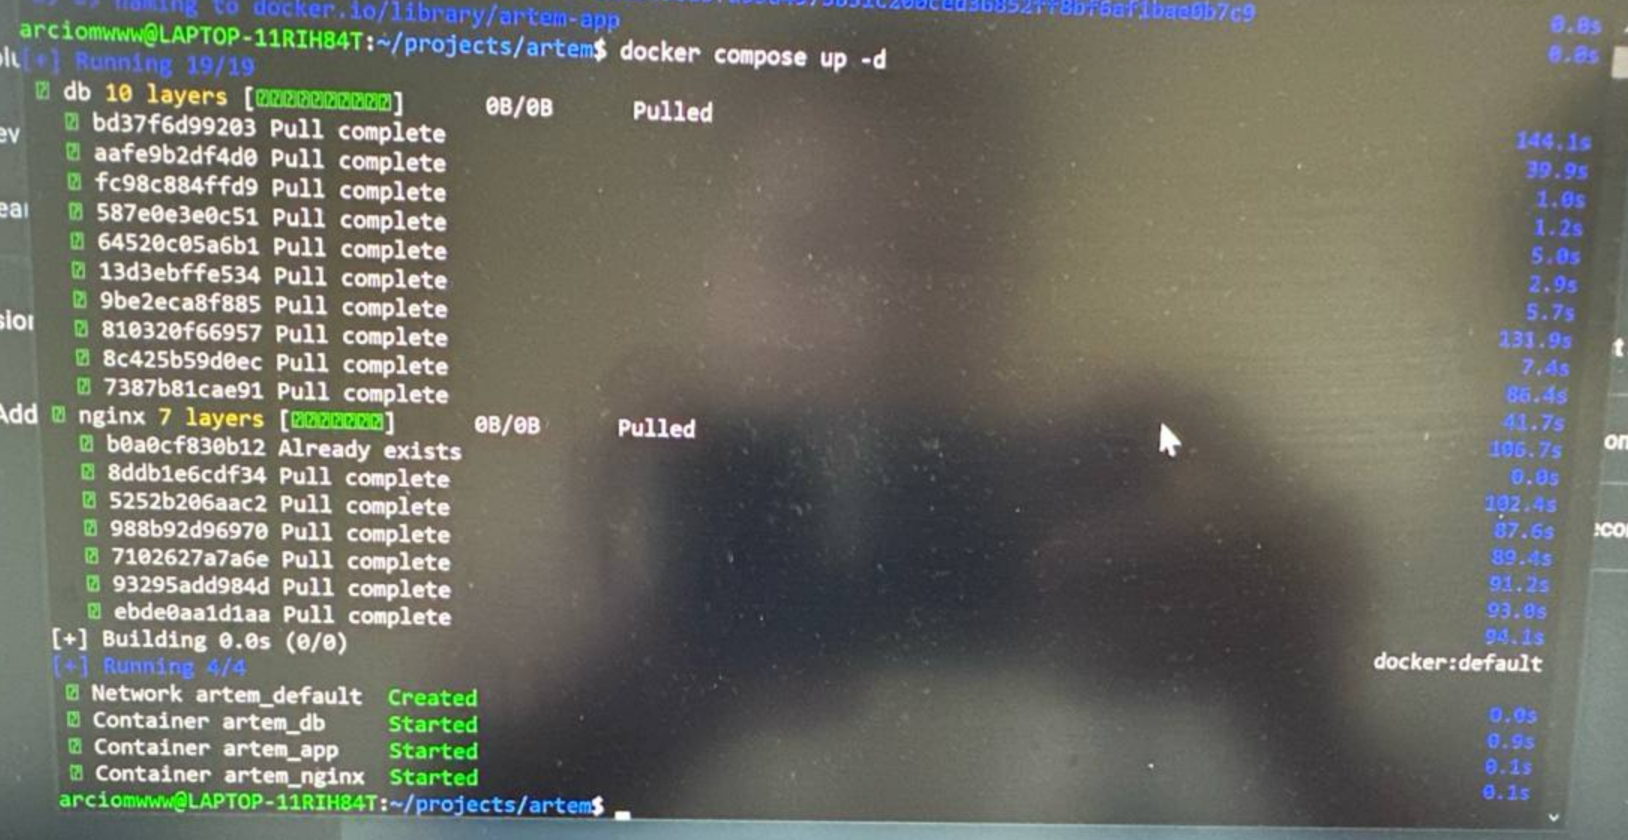 naming to docker.io/library/artem-app
0.0s
arciomwww@LAPTOP-11RIH84T:~/projects/artem$ docker compose up -d
0.0s
[+] Running 19/19
db 10 layers [] 0B/0B Pulled 144.1s
bd37f6d99203 Pull complete 39.9s
aafe9b2df4d0 Pull complete 1.0s
fc98c884ffd9 Pull complete 1.2s
587e0e3e0c51 Pull complete 5.0s
64520c05a6b1 Pull complete 2.9s
13d3ebffe534 Pull complete 5.7s
9be2eca8f885 Pull complete 131.9s
810320f66957 Pull complete 7.4s
8c425b59d0ec Pull complete 86.4s
7387b81cae91 Pull complete 41.7s
nginx 7 layers [] 0B/0B Pulled 106.7s
b0a0cf830b12 Already exists 0.0s
8ddb1e6cdf34 Pull complete 102.4s
5252b206aac2 Pull complete 87.6s
988b92d96970 Pull complete 89.4s
7102627a7a6e Pull complete 91.2s
93295add984d Pull complete 93.0s
ebde0aa1d1aa Pull complete 94.1s
[+] Building 0.0s (0/0) docker:default
[+] Running 4/4
Network artem_default Created 0.0s
Container artem_db Started 0.9s
Container artem_app Started 0.1s
Container artem_nginx Started 0.1s
arciomwww@LAPTOP-11RIH84T:~/projects/artem$
Add